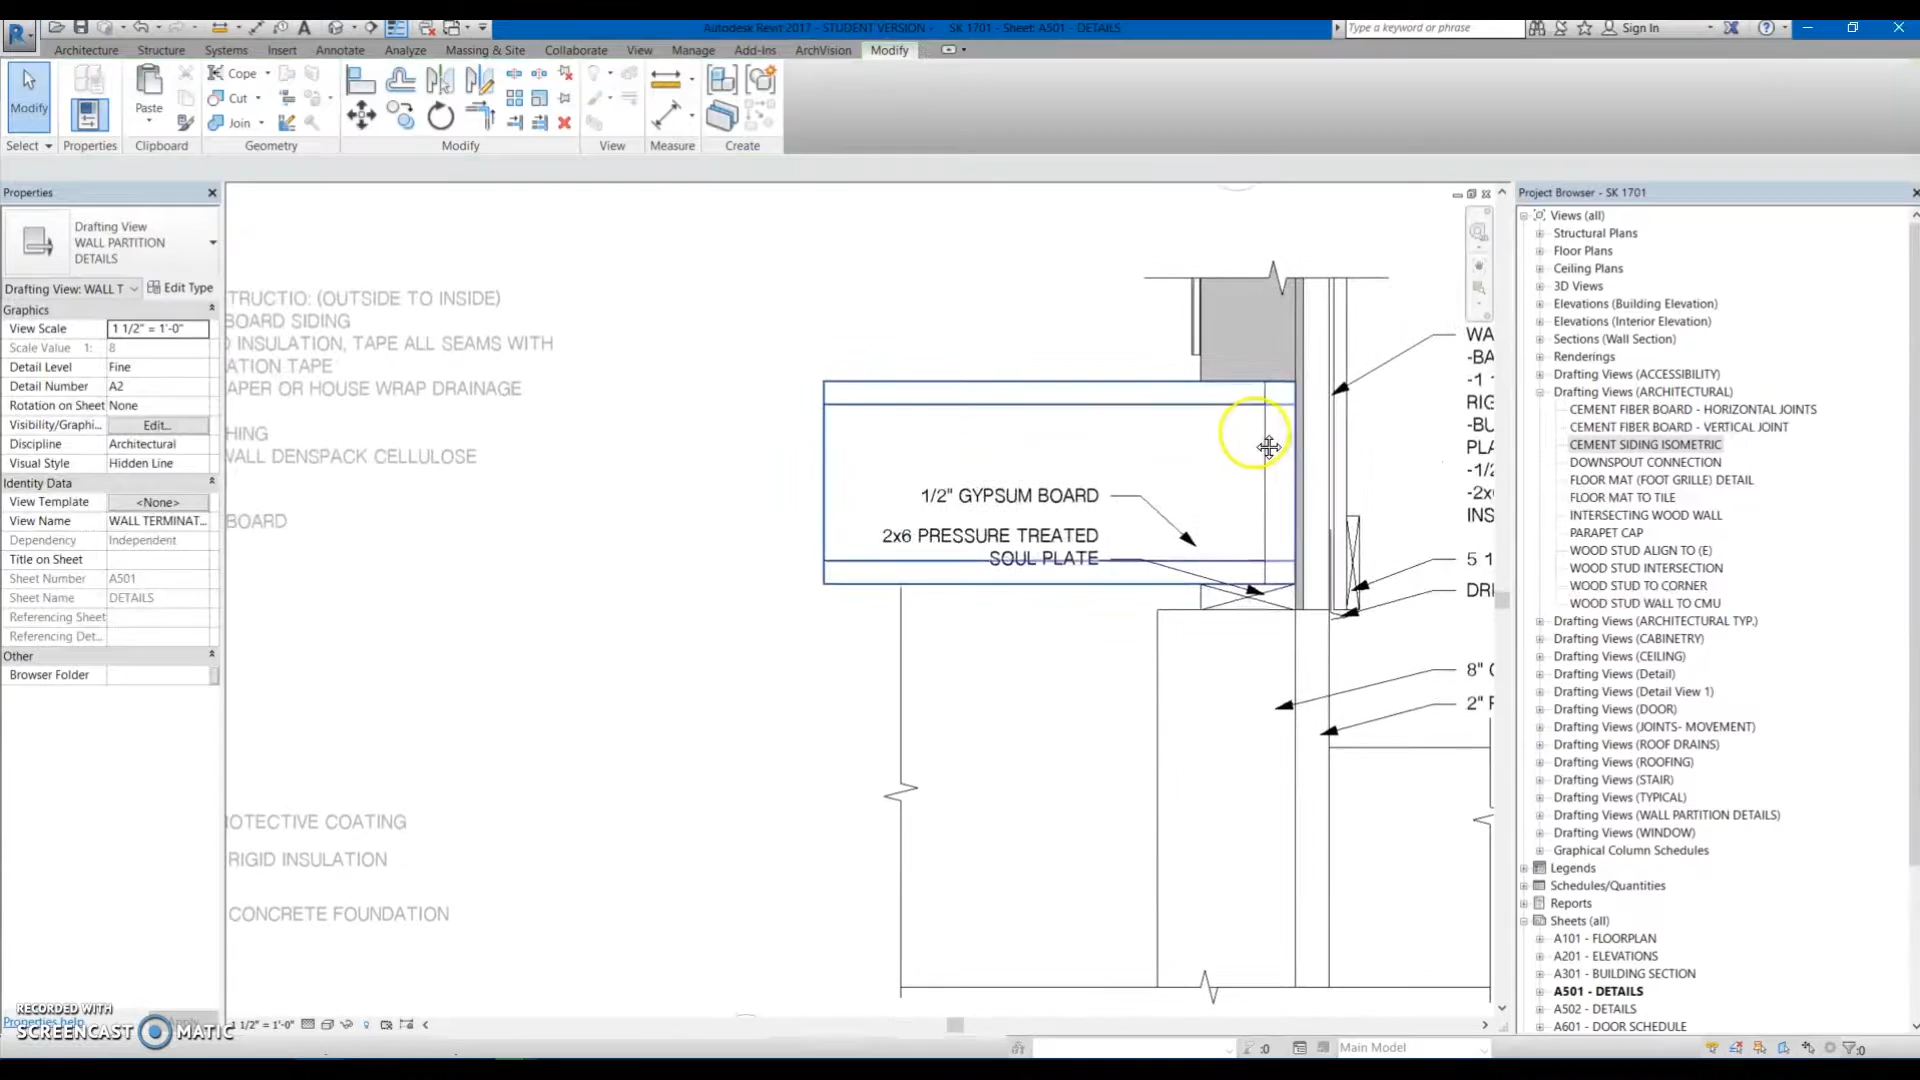 Autodesk Revit 2017 - STUDENT VERSION - SK 1701 - Sheet: A501 - DETAILS
Type a keyword or phrase
Sign In
Architecture Structure Systems Insert Annotate Analyze Massing & Site Collaborate View Manage Add-Ins ArchVision Modify
Modify
Paste
Cope
Cut
Join
Select Properties Clipboard Geometry Modify View Measure Create
Properties
Drafting View
WALL PARTITION
DETAILS
Drafting View: WALL T
Edit Type
Graphics
View Scale 1 1/2" = 1'-0"
Scale Value 1: 8
Detail Level Fine
Detail Number A2
Rotation on Sheet None
Visibility/Graphi... Edit...
Discipline Architectural
Visual Style Hidden Line
Identity Data
View Template <None>
View Name WALL TERMINAT...
Dependency Independent
Title on Sheet
Sheet Number A501
Sheet Name DETAILS
Referencing Sheet
Referencing Det...
Other
Browser Folder
Properties help
Apply
RECORDED WITH
SCREENCAST MATIC
TRUCTIO: (OUTSIDE TO INSIDE)
BOARD SIDING
INSULATION, TAPE ALL SEAMS WITH
ATION TAPE
APER OR HOUSE WRAP DRAINAGE
HING
WALL DENSPACK CELLULOSE
BOARD
ROTECTIVE COATING
RIGID INSULATION
CONCRETE FOUNDATION
1/2" GYPSUM BOARD
2x6 PRESSURE TREATED
SOUL PLATE
WA
-BA
-1
RIG
-BU
PLA
-1/2
-2x
INS
5 1
DRI
8" C
2" F
1 1/2" = 1'-0"
:0
Main Model
:0
Project Browser - SK 1701
Views (all)
Structural Plans
Floor Plans
Ceiling Plans
3D Views
Elevations (Building Elevation)
Elevations (Interior Elevation)
Sections (Wall Section)
Renderings
Drafting Views (ACCESSIBILITY)
Drafting Views (ARCHITECTURAL)
CEMENT FIBER BOARD - HORIZONTAL JOINTS
CEMENT FIBER BOARD - VERTICAL JOINT
CEMENT SIDING ISOMETRIC
DOWNSPOUT CONNECTION
FLOOR MAT (FOOT GRILLE) DETAIL
FLOOR MAT TO TILE
INTERSECTING WOOD WALL
PARAPET CAP
WOOD STUD ALIGN TO (E)
WOOD STUD INTERSECTION
WOOD STUD TO CORNER
WOOD STUD WALL TO CMU
Drafting Views (ARCHITECTURAL TYP.)
Drafting Views (CABINETRY)
Drafting Views (CEILING)
Drafting Views (Detail)
Drafting Views (Detail View 1)
Drafting Views (DOOR)
Drafting Views (JOINTS- MOVEMENT)
Drafting Views (ROOF DRAINS)
Drafting Views (ROOFING)
Drafting Views (STAIR)
Drafting Views (TYPICAL)
Drafting Views (WALL PARTITION DETAILS)
Drafting Views (WINDOW)
Graphical Column Schedules
Legends
Schedules/Quantities
Reports
Sheets (all)
A101 - FLOORPLAN
A201 - ELEVATIONS
A301 - BUILDING SECTION
A501 - DETAILS
A502 - DETAILS
A601 - DOOR SCHEDULE